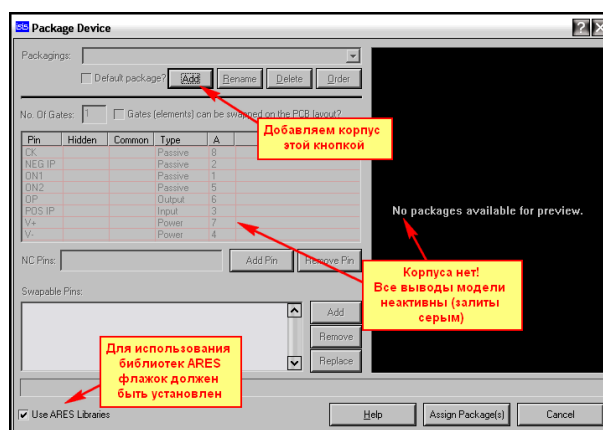 ISIS Package Device
Packagings:
Default package? Add Rename Delete Order
No. Of Gates: 1 Gates (elements) can be swapped on the PCB layout?
Добавляем корпус
этой кнопкой
Pin Hidden Common Type A
CK Passive 8
NEG IP Passive 2
ON1 Passive 1
ON2 Passive 5
OP Output 6
POS IP Input 3
V+ Power 7
V- Power 4
No packages available for preview.
NC Pins: Add Pin Remove Pin
Корпуса нет!
Все выводы модели
неактивны (залиты
серым)
Swapable Pins:
Add
Remove
Replace
Для использования
библиотек ARES
флажок должен
быть установлен
Use ARES Libraries Help Assign Package(s) Cancel